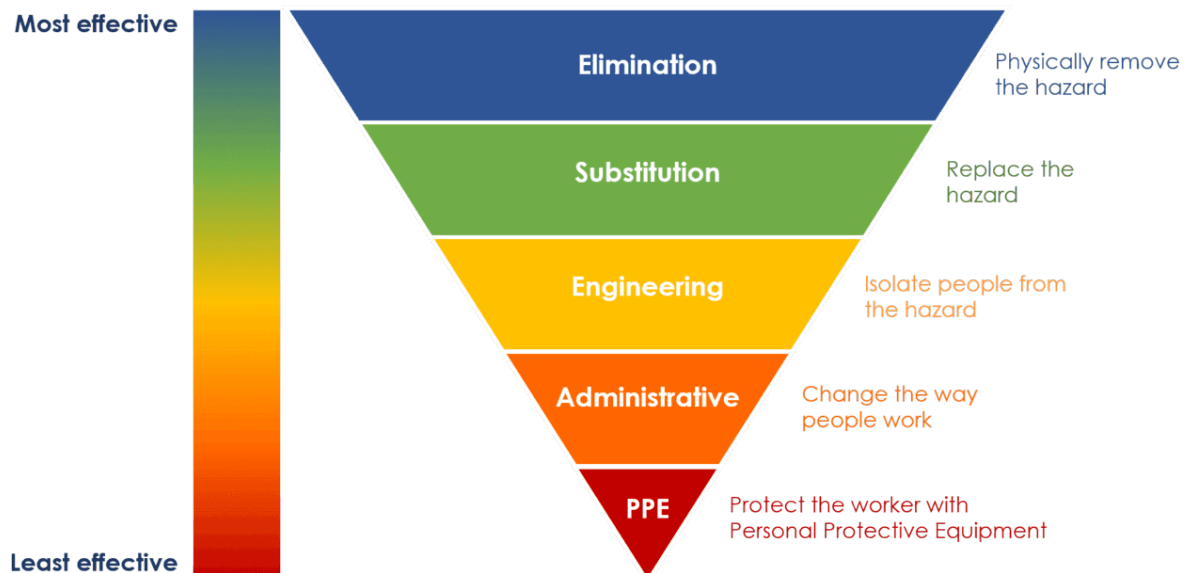 Most effective
Elimination
Physically remove
the hazard
Substitution
Replace the
hazard
Engineering
Isolate people from
the hazard
Administrative
Change the way
people work
PPE
Protect the worker with
Personal Protective Equipment
Least effective